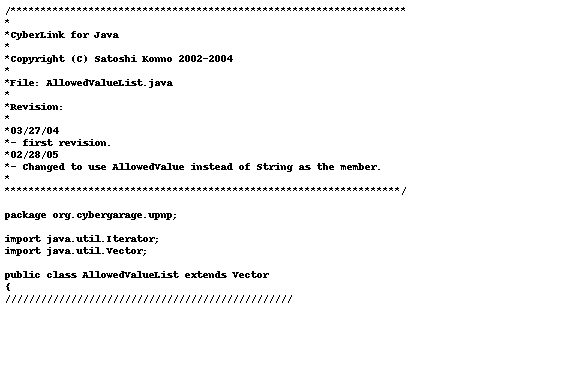 /******************************************************************
*
*CyberLink for Java
*
*Copyright (C) Satoshi Konno 2002-2004
*
*File: AllowedValueList.java
*
*Revision:
*
*03/27/04
*- first revision.
*02/28/05
*- Changed to use AllowedValue instead of String as the member.
*
******************************************************************/
package org.cybergarage.upnp;
import java.util.Iterator;
import java.util.Vector;
public class AllowedValueList extends Vector
{
////////////////////////////////////////////////